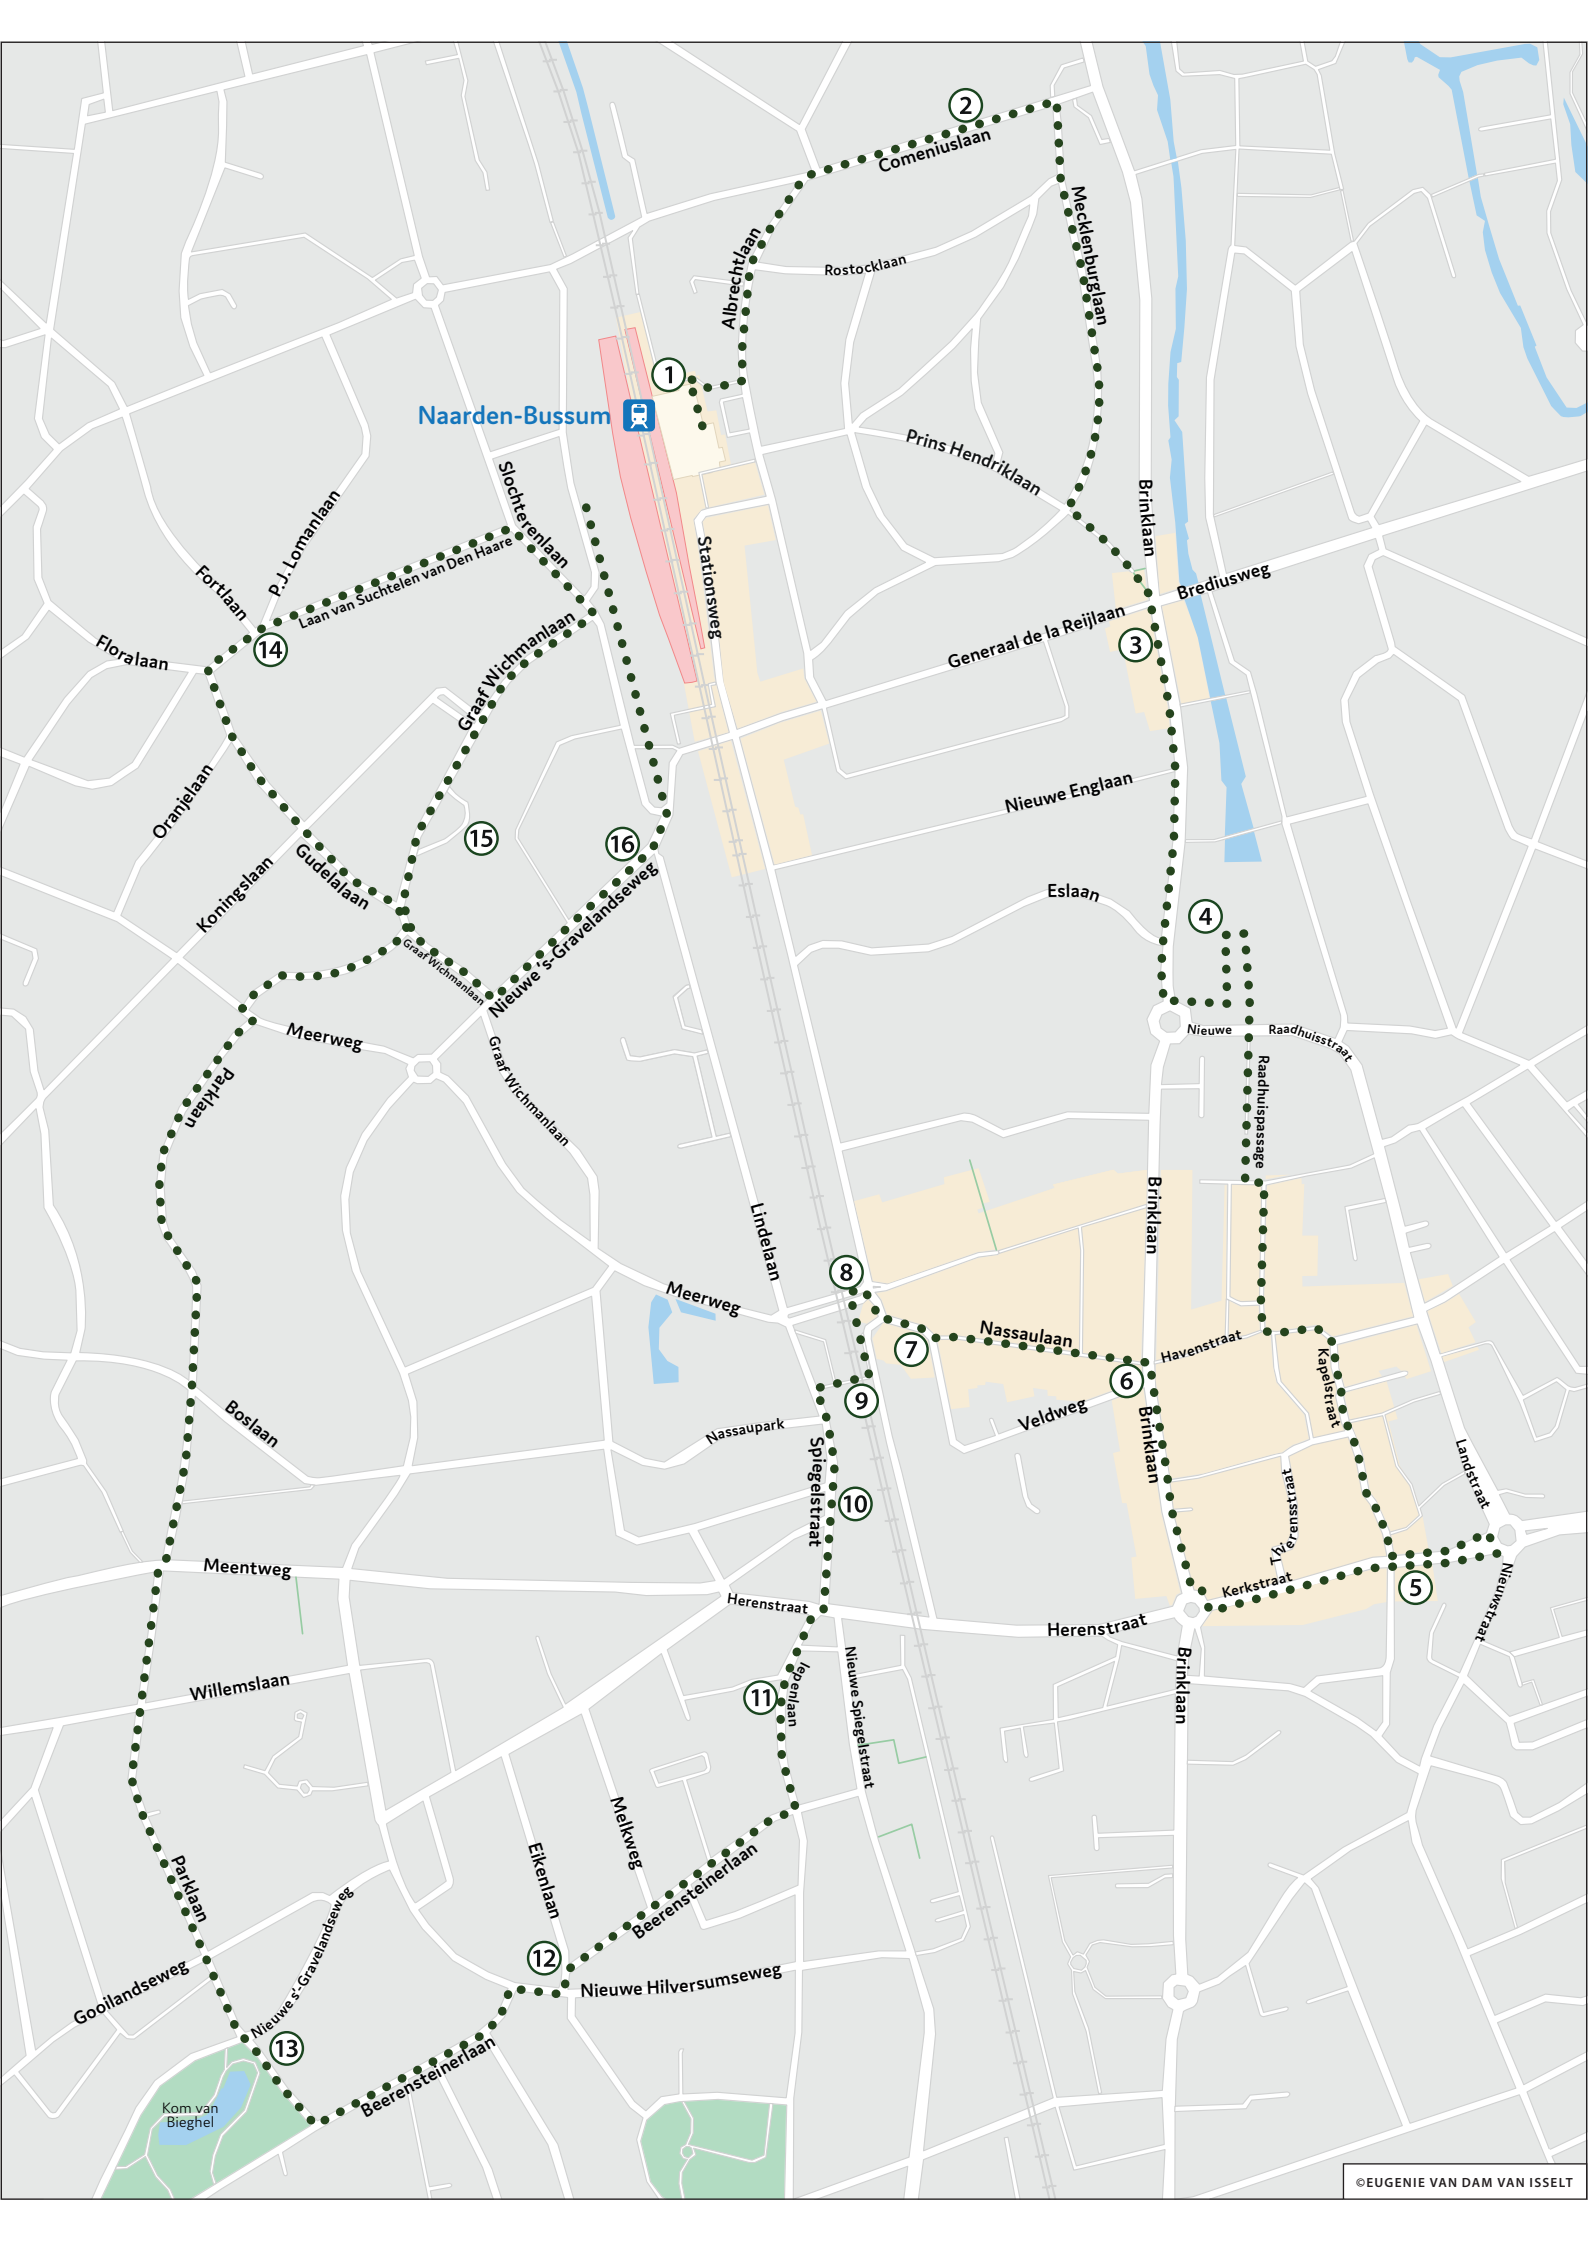 2
Comeniuslaan
Mecklenburglaan
Albrechtlaan
Rostocklaan
1
Naarden-Bussum
Prins Hendriklaan
Brinklaan
Slochterenlaan
P.J. Lomanlaan
Stationsweg
Laan van Suchtelen van Den Haare
Fortlaan
Brediusweg
Generaal de la Reijlaan
3
Floralaan
14
Graaf Wichmanlaan
Oranjelaan
Nieuwe Englaan
15
16
Gudelalaan
Koningslaan
Nieuwe 's-Gravelandseweg
Eslaan
4
Graaf Wichmanlaan
Meerweg
Nieuwe
Raadhuisstraat
Graaf Wichmanlaan
Parklaan
Raadhuispassage
Brinklaan
Lindelaan
8
Meerweg
Nassaulaan
7
Havenstraat
Kapelstraat
6
9
Veldweg
Brinklaan
Boslaan
Nassaupark
Spiegelstraat
Landstraat
10
Thierensstraat
Meentweg
Kerkstraat
5
Herenstraat
Herenstraat
Nieuwstraat
Brinklaan
Iepenlaan
Nieuwe Spiegelstraat
Willemslaan
11
Melkweg
Eikenlaan
Beerensteinerlaan
Parklaan
Nieuwe s'-Gravelandseweg
12
Gooilandseweg
Nieuwe Hilversumseweg
13
Beerensteinerlaan
Kom van
Bieghel
©EUGENIE VAN DAM VAN ISSELT